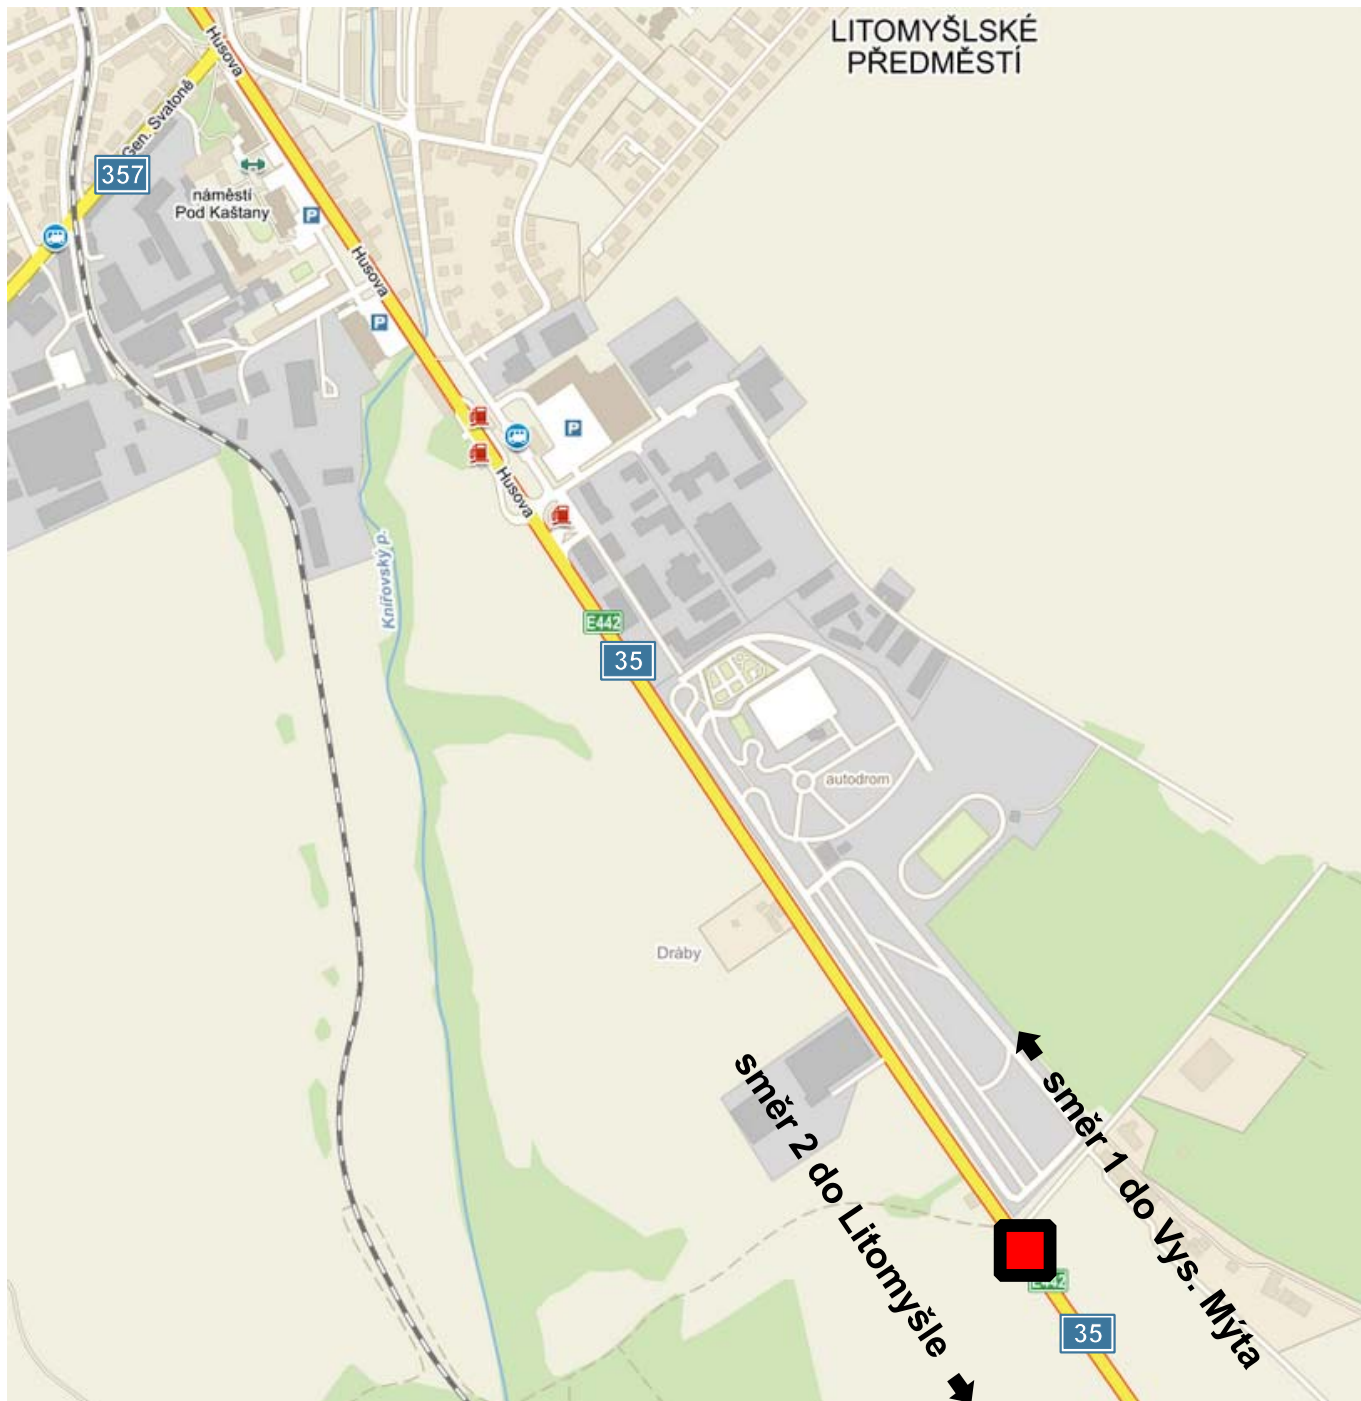 LITOMYŠLSKÉ
PŘEDMĚSTÍ
Husova
Gen. Svatoně
357
náměstí
Pod Kaštany
P
Husova
P
P
Husova
Knířovský p.
E442
35
autodrom
Dráby
směr 2 do Litomyšle
směr 1 do Vys. Mýta
E442
35